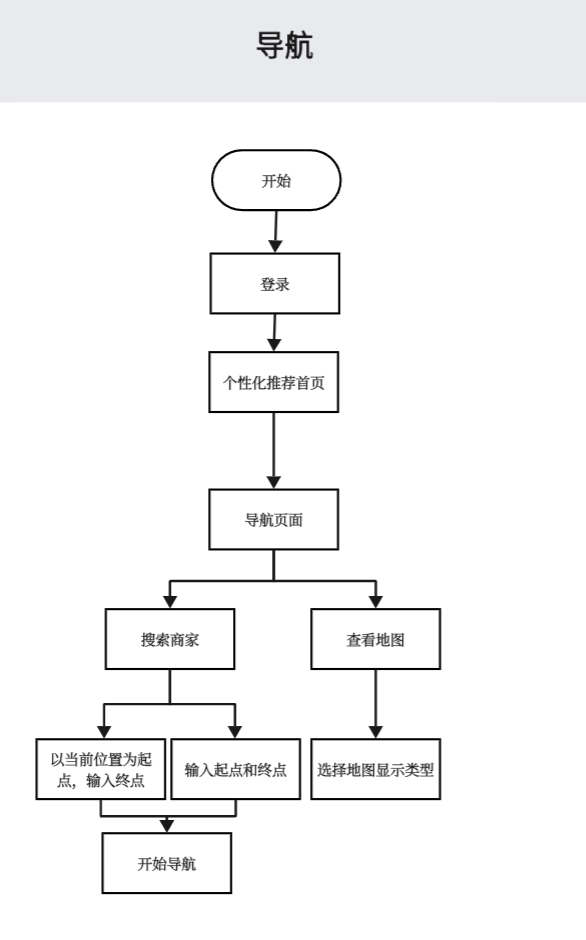 导航
开始
登录
个性化推荐首页
导航页面
搜索商家
查看地图
以当前位置为起
点，输入终点
输入起点和终点
选择地图显示类型
开始导航